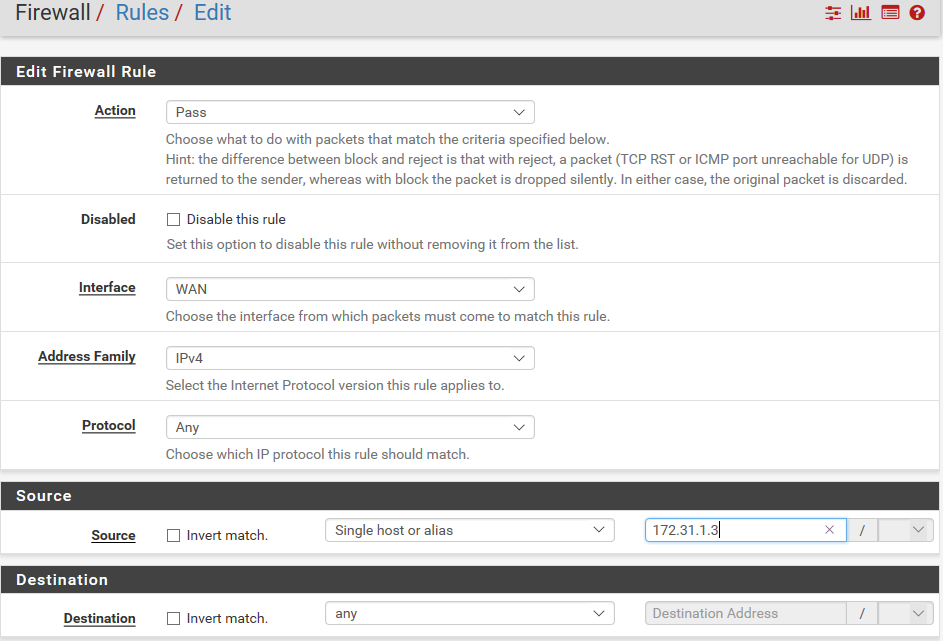 Firewall / Rules / Edit
Edit Firewall Rule
Action
Pass
Choose what to do with packets that match the criteria specified below.
Hint: the difference between block and reject is that with reject, a packet (TCP RST or ICMP port unreachable for UDP) is
returned to the sender, whereas with block the packet is dropped silently. In either case, the original packet is discarded.
Disabled
Disable this rule
Set this option to disable this rule without removing it from the list.
Interface
WAN
Choose the interface from which packets must come to match this rule.
Address Family
IPv4
Select the Internet Protocol version this rule applies to.
Protocol
Any
Choose which IP protocol this rule should match.
Source
Source
Invert match.
Single host or alias
172.31.1.3
/
Destination
Destination
Invert match.
any
Destination Address
/